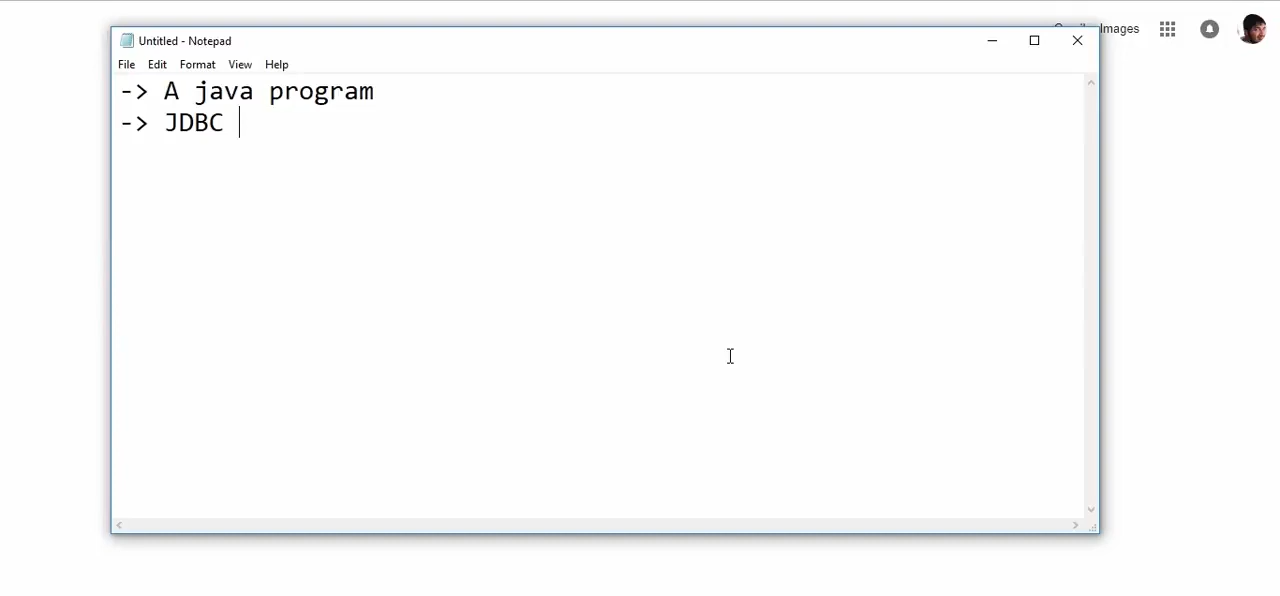 Images
Untitled - Notepad
File Edit Format View Help
-> A java program
-> JDBC